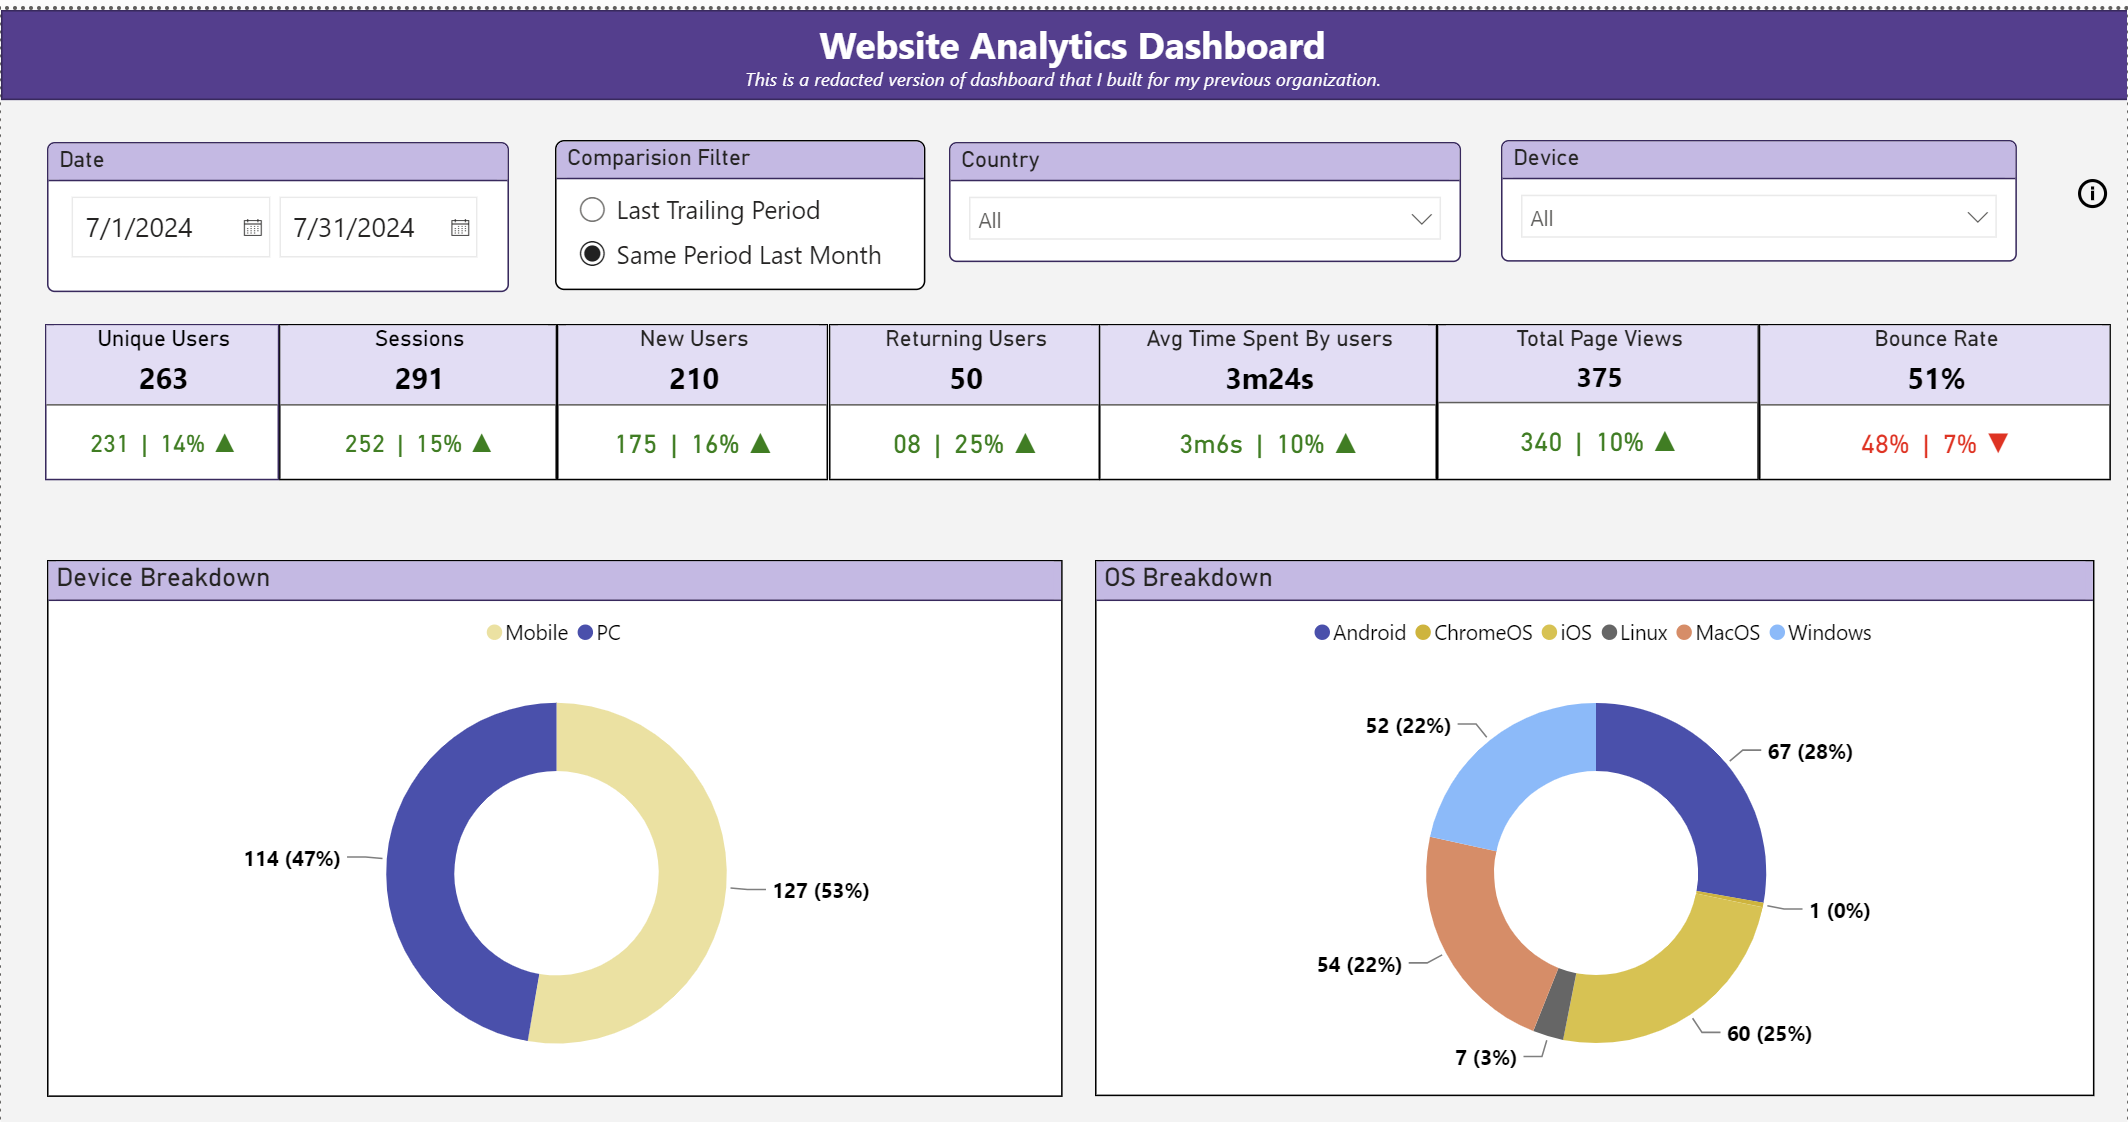 Website Analytics Dashboard
This is a redacted version of dashboard that I built for my previous organization.
Date
7/1/2024 7/31/2024
Comparision Filter
Last Trailing Period
Same Period Last Month
Country
All
Device
All
Unique Users
263
231 | 14% ▲
Sessions
291
252 | 15% ▲
New Users
210
175 | 16% ▲
Returning Users
50
08 | 25% ▲
Avg Time Spent By users
3m24s
3m6s | 10% ▲
Total Page Views
375
340 | 10% ▲
Bounce Rate
51%
48% | 7% ▼
Device Breakdown
Mobile PC
114 (47%)
127 (53%)
OS Breakdown
Android ChromeOS iOS Linux MacOS Windows
52 (22%)
67 (28%)
1 (0%)
54 (22%)
60 (25%)
7 (3%)